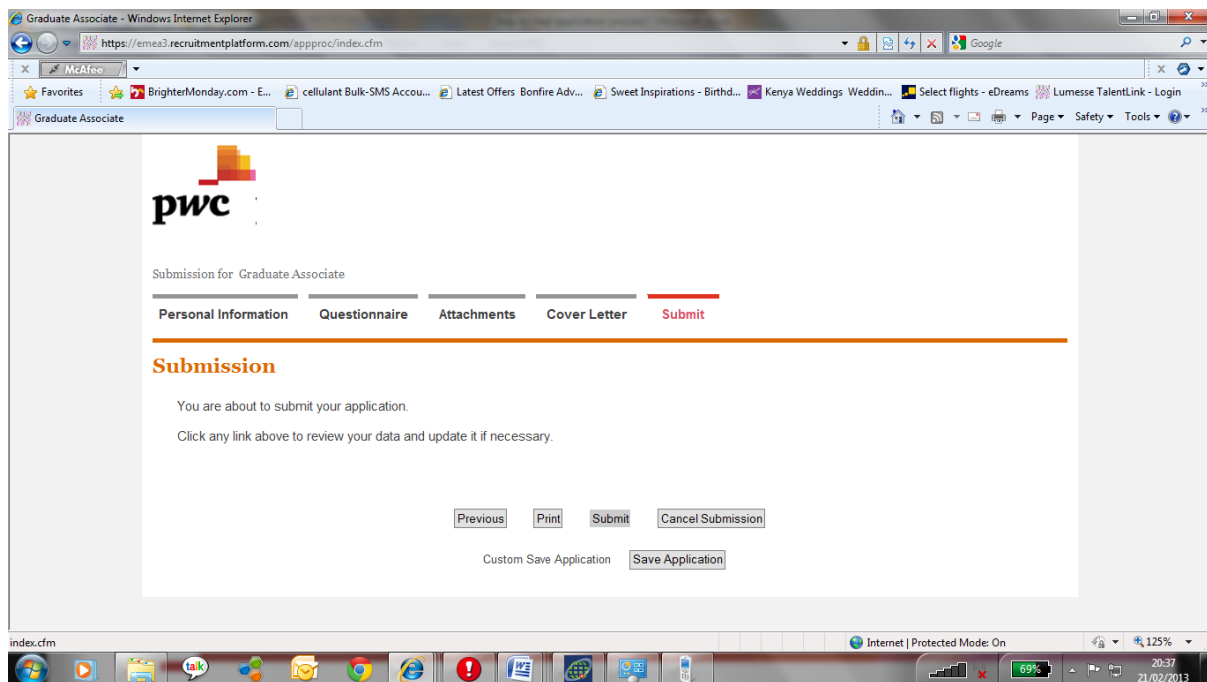 Graduate Associate - Windows Internet Explorer
https://emea3.recruitmentplatform.com/appproc/index.cfm
Google
X McAfee
Favorites BrighterMonday.com - E... cellulant Bulk-SMS Accou... Latest Offers Bonfire Adv... Sweet Inspirations - Birthd... Kenya Weddings Weddin... Select flights - eDreams Lumesse TalentLink - Login
Graduate Associate
Page Safety Tools
pwc
Submission for Graduate Associate
Personal Information Questionnaire Attachments Cover Letter Submit
Submission
You are about to submit your application.
Click any link above to review your data and update it if necessary.
Previous Print Submit Cancel Submission
Custom Save Application Save Application
index.cfm Internet | Protected Mode: On 125%
talk 69% 20:37
21/02/2013